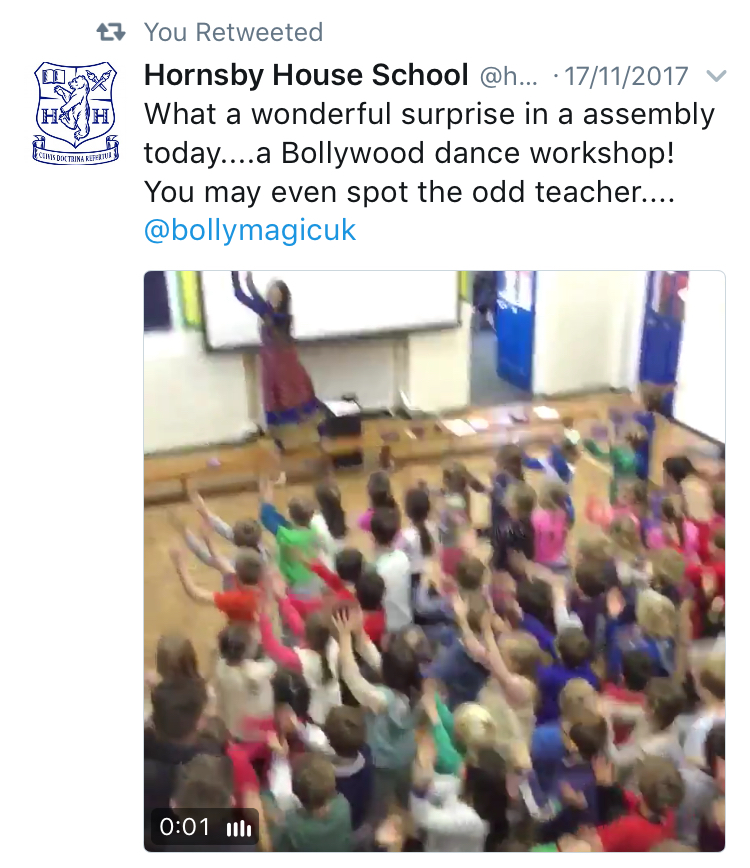 You Retweeted
Hornsby House School @h... · 17/11/2017
What a wonderful surprise in a assembly
today....a Bollywood dance workshop!
You may even spot the odd teacher....
@bollymagicuk
H H
0:01